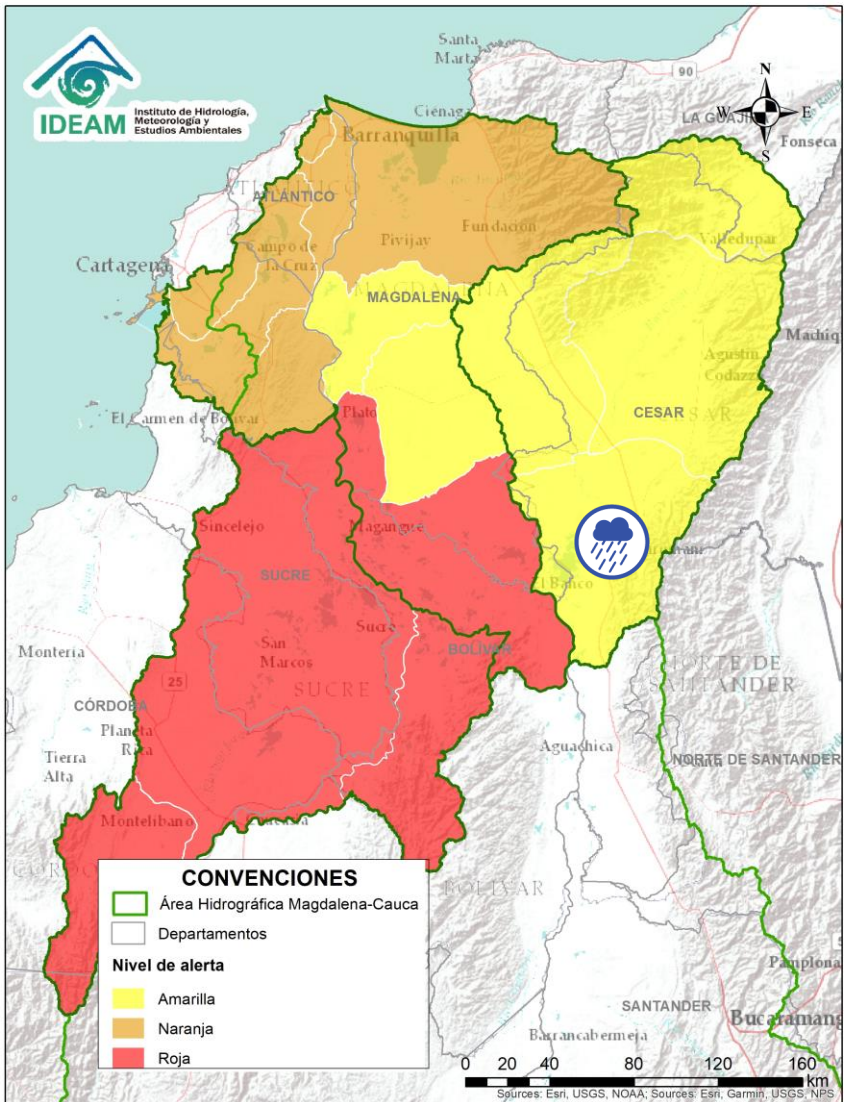 IDEAM
Instituto de Hidrología,
Meteorología y
Estudios Ambientales
Santa
Marta
90
N
W
E
S
LA GUAJI
Fonseca
Ciénaga
Barranquilla
ATLÁNTICO
Campo de
la Cruz
Pivijay
Fundación
Valledupar
Cartagena
MAGDALENA
Machiq
Agustín
Codazzi
CESAR
El Carmen de Bolívar
Plato
Sincelejo
Magangué
SUCRE
El Banco
Sucre
San
Marcos
SUCRE
BOLÍVAR
Montería
25
CÓRDOBA
Planeta
Rica
Tierra
Alta
NORTE DE
SANTANDER
Aguachica
NORTE DE SANTANDER
Montelíbano
BOLÍVAR
CONVENCIONES
Área Hidrográfica Magdalena-Cauca
Departamentos
Nivel de alerta
Amarilla
Naranja
Roja
Pamplona
SANTANDER
Bucaramang
Barrancabermeja
0 20 40 80 120 160
km
Sources: Esri, USGS, NOAA; Sources: Esri, Garmin, USGS, NPS